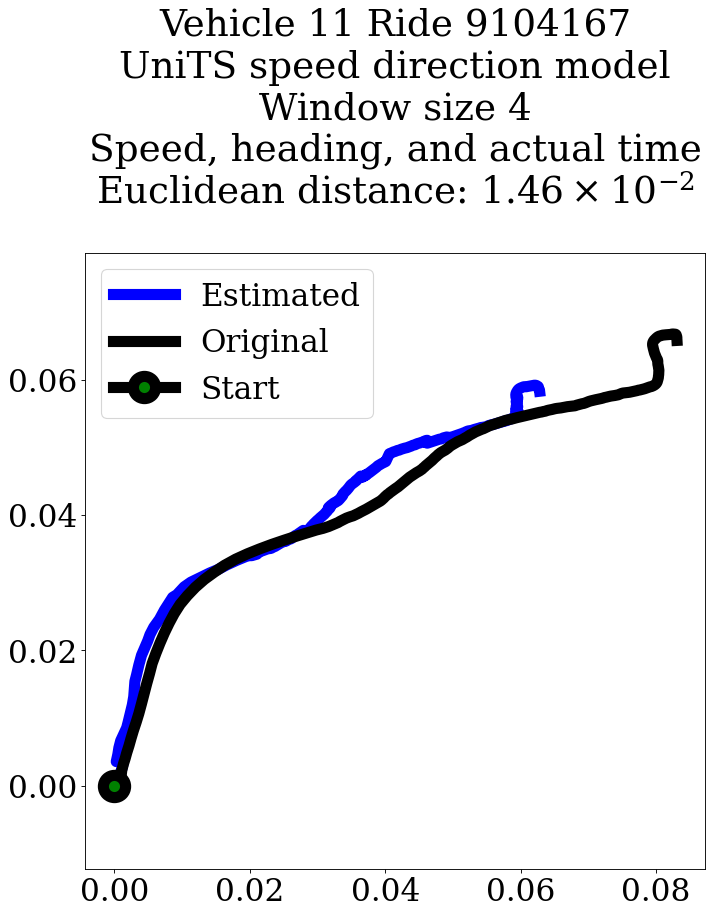 Vehicle 11 Ride 9104167
UniTS speed direction model
Window size 4
Speed, heading, and actual time
Euclidean distance: 1.46 × 10⁻²
Estimated
Original
Start
0.06
0.04
0.02
0.00
0.00 0.02 0.04 0.06 0.08